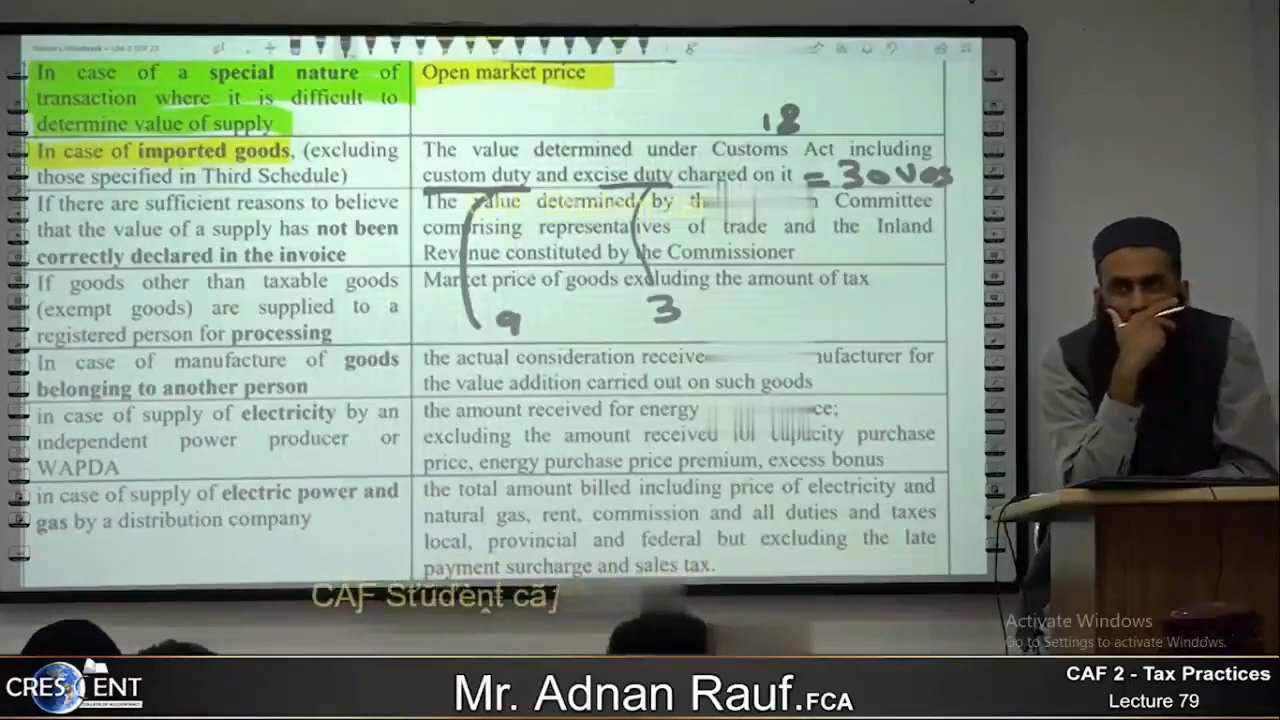 In case of a special nature of
transaction where it is difficult to
determine value of supply
Open market price
18
In case of imported goods, (excluding
those specified in Third Schedule)
The value determined under Customs Act including
custom duty and excise duty charged on it = 30 VOS
If there are sufficient reasons to believe
that the value of a supply has not been
correctly declared in the invoice
The value determined by Committee
comprising representatives of trade and the Inland
Revenue constituted by the Commissioner
If goods other than taxable goods
(exempt goods) are supplied to a
registered person for processing
Market price of goods excluding the amount of tax
9
3
In case of manufacture of goods
belonging to another person
the actual consideration for
the value addition carried out on such goods
in case of supply of electricity by an
independent power producer or
WAPDA
the amount received for energy
excluding the amount received for capacity purchase
price, energy purchase price premium, excess bonus
in case of supply of electric power and
gas by a distribution company
the total amount billed including price of electricity and
natural gas, rent, commission and all duties and taxes
local, provincial and federal but excluding the late
payment surcharge and sales tax.
Activate Windows
Go to Settings to activate Windows.
CRESCENT
COLLEGE OF ACCOUNTANCY
Mr. Adnan Rauf.FCA
CAF 2 - Tax Practices
Lecture 79